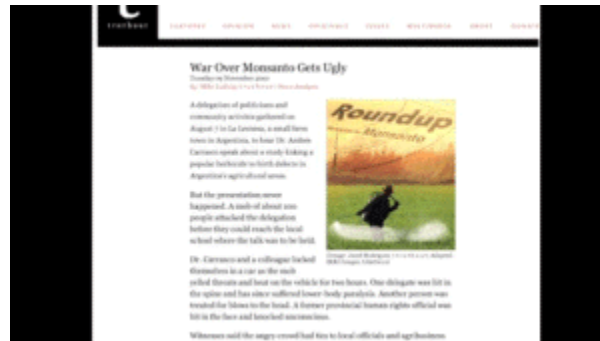 truthout
FEATURES OPINION NEWS
ABOUT
War Over Monsanto Gets Ugly
A delegation of politicians and
community activists gathered on
August 7 in La Leonesa, a small farm
town in Argentina, to hear Dr. Andres
Carrasco speak about a study linking a
popular herbicide to birth defects in
Argentina's agricultural areas.
Roundup
Monsanto
But the presentation never
happened. A mob of about 100
people attacked the delegation
before they could reach the local
school where the talk was to be held.
Dr. Carrasco and a colleague locked
themselves in a car as the mob
yelled threats and beat on the vehicle for two hours. One delegate was hit in
the spine and has since suffered lower-body paralysis. Another person was
treated for blows to the head. A former provincial human rights official was
hit in the face and knocked unconscious.
Witnesses said the angry crowd had ties to local officials and agribusiness